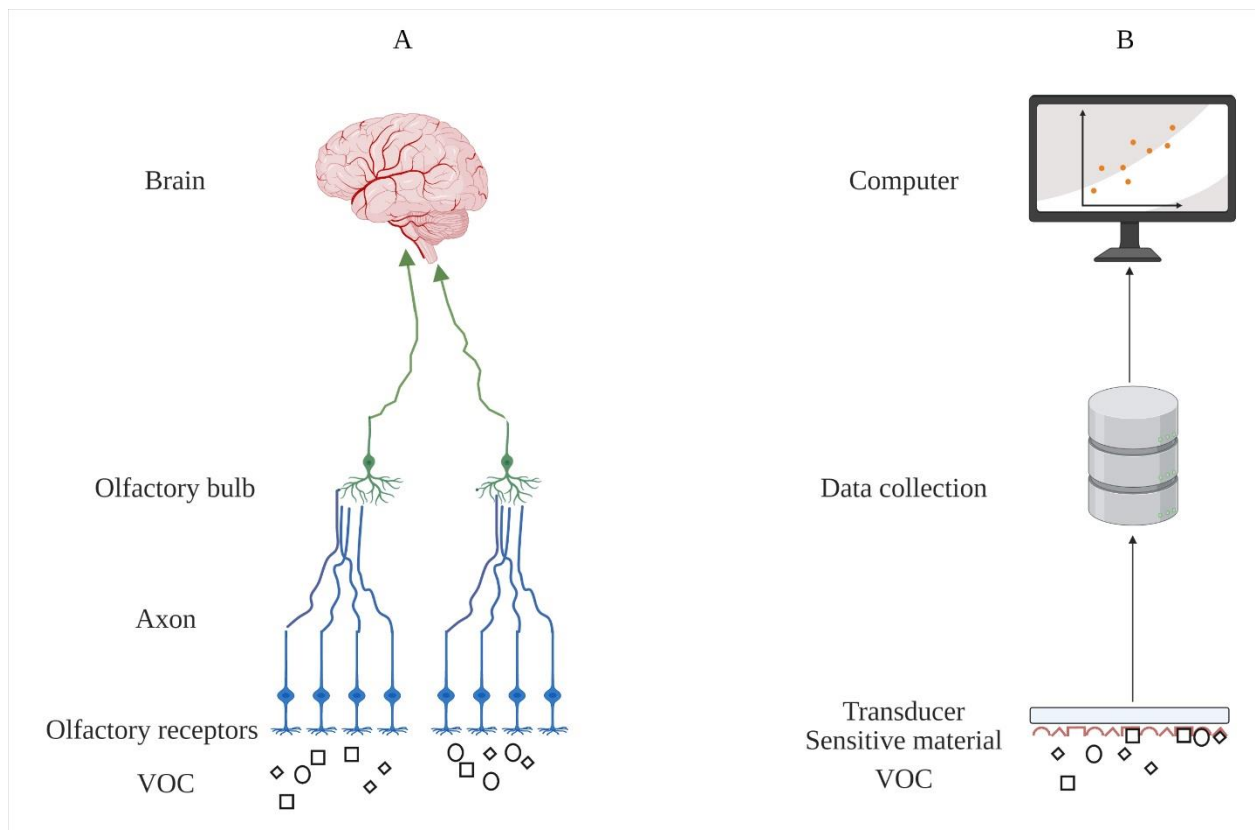 A
Brain
Olfactory bulb
Axon
Olfactory receptors
VOC
B
Computer
Data collection
Transducer
Sensitive material
VOC